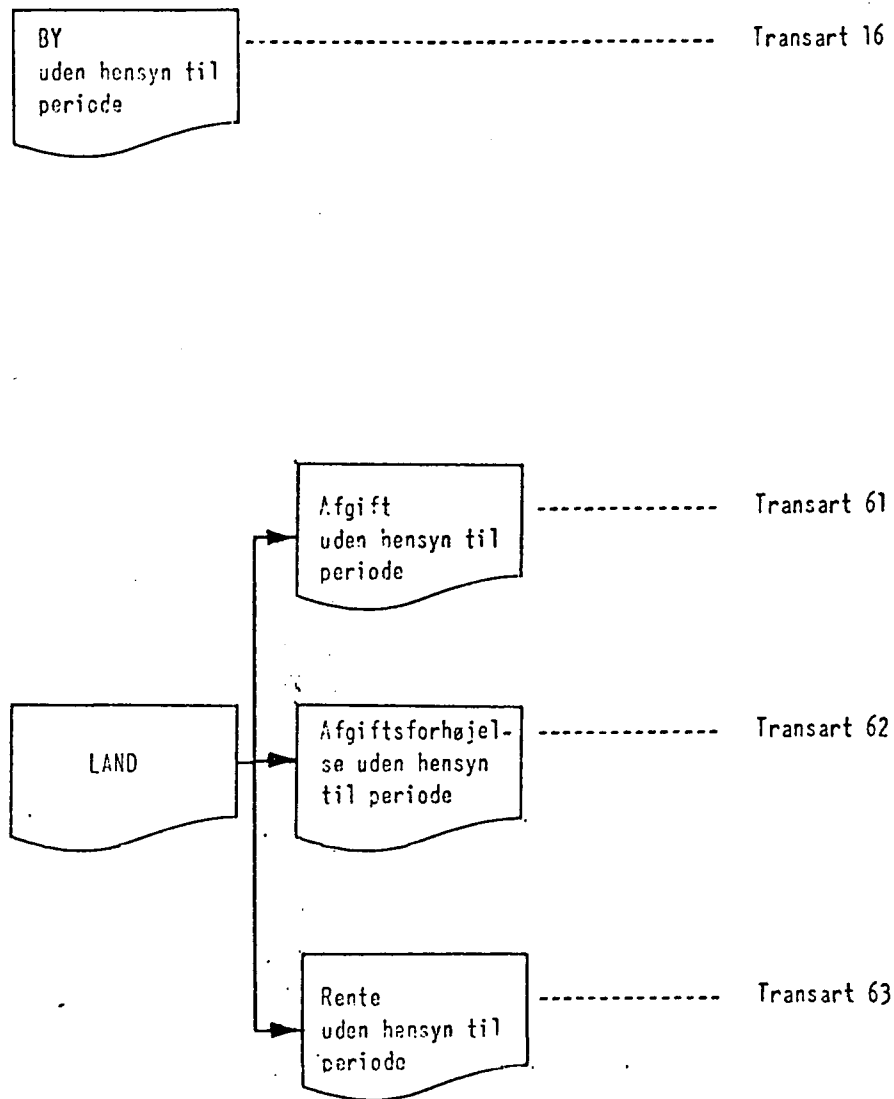 BY
uden hensyn til
periode
Transart 16
Afgift
uden hensyn til
periode
Transart 61
LAND
Afgiftsforhøjel-
se uden hensyn
til periode
Transart 62
Rente
uden hensyn til
periode
Transart 63